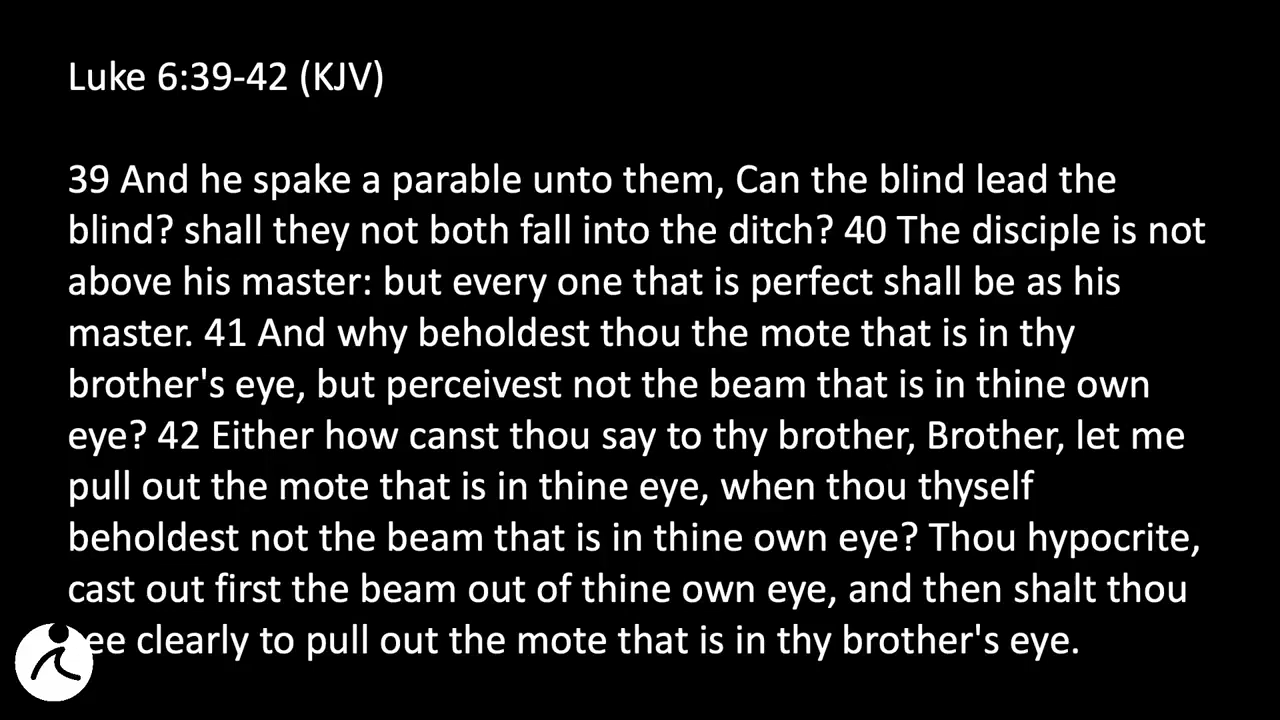 Luke 6:39-42 (KJV)
39 And he spake a parable unto them, Can the blind lead the
blind? shall they not both fall into the ditch? 40 The disciple is not
above his master: but every one that is perfect shall be as his
master. 41 And why beholdest thou the mote that is in thy
brother's eye, but perceivest not the beam that is in thine own
eye? 42 Either how canst thou say to thy brother, Brother, let me
pull out the mote that is in thine eye, when thou thyself
beholdest not the beam that is in thine own eye? Thou hypocrite,
cast out first the beam out of thine own eye, and then shalt thou
ee clearly to pull out the mote that is in thy brother's eye.